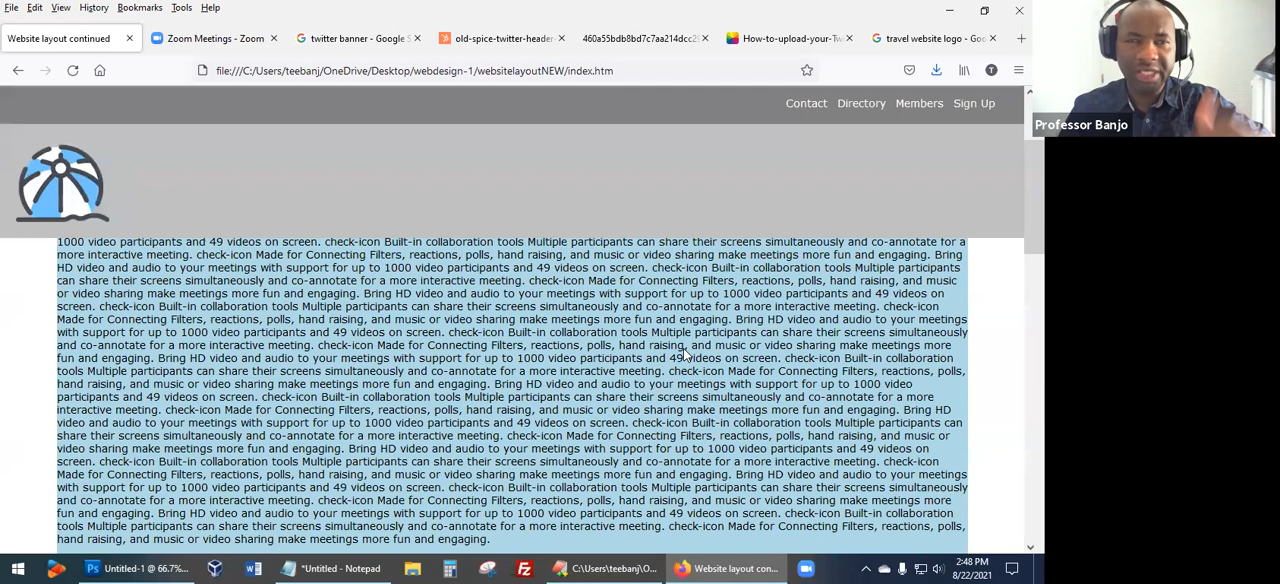 File Edit View History Bookmarks Tools Help
Website layout continued
Zoom Meetings - Zoom
twitter banner - Google S
old-spice-twitter-header-
460a55bdb8bd7c7aa214dcc29
How-to-upload-your-Tw
travel website logo - Goo
file:///C:/Users/teebanj/OneDrive/Desktop/webdesign-1/websitelayoutNEW/index.htm
T
Contact Directory Members Sign Up
Professor Banjo
1000 video participants and 49 videos on screen. check-icon Built-in collaboration tools Multiple participants can share their screens simultaneously and co-annotate for a
more interactive meeting. check-icon Made for Connecting Filters, reactions, polls, hand raising, and music or video sharing make meetings more fun and engaging. Bring
HD video and audio to your meetings with support for up to 1000 video participants and 49 videos on screen. check-icon Built-in collaboration tools Multiple participants
can share their screens simultaneously and co-annotate for a more interactive meeting. check-icon Made for Connecting Filters, reactions, polls, hand raising, and music
or video sharing make meetings more fun and engaging. Bring HD video and audio to your meetings with support for up to 1000 video participants and 49 videos on
screen. check-icon Built-in collaboration tools Multiple participants can share their screens simultaneously and co-annotate for a more interactive meeting. check-icon
Made for Connecting Filters, reactions, polls, hand raising, and music or video sharing make meetings more fun and engaging. Bring HD video and audio to your meetings
with support for up to 1000 video participants and 49 videos on screen. check-icon Built-in collaboration tools Multiple participants can share their screens simultaneously
and co-annotate for a more interactive meeting. check-icon Made for Connecting Filters, reactions, polls, hand raising, and music or video sharing make meetings more
fun and engaging. Bring HD video and audio to your meetings with support for up to 1000 video participants and 49 videos on screen. check-icon Built-in collaboration
tools Multiple participants can share their screens simultaneously and co-annotate for a more interactive meeting. check-icon Made for Connecting Filters, reactions, polls,
hand raising, and music or video sharing make meetings more fun and engaging. Bring HD video and audio to your meetings with support for up to 1000 video
participants and 49 videos on screen. check-icon Built-in collaboration tools Multiple participants can share their screens simultaneously and co-annotate for a more
interactive meeting. check-icon Made for Connecting Filters, reactions, polls, hand raising, and music or video sharing make meetings more fun and engaging. Bring HD
video and audio to your meetings with support for up to 1000 video participants and 49 videos on screen. check-icon Built-in collaboration tools Multiple participants can
share their screens simultaneously and co-annotate for a more interactive meeting. check-icon Made for Connecting Filters, reactions, polls, hand raising, and music or
video sharing make meetings more fun and engaging. Bring HD video and audio to your meetings with support for up to 1000 video participants and 49 videos on
screen. check-icon Built-in collaboration tools Multiple participants can share their screens simultaneously and co-annotate for a more interactive meeting. check-icon
Made for Connecting Filters, reactions, polls, hand raising, and music or video sharing make meetings more fun and engaging. Bring HD video and audio to your meetings
with support for up to 1000 video participants and 49 videos on screen. check-icon Built-in collaboration tools Multiple participants can share their screens simultaneously
and co-annotate for a more interactive meeting. check-icon Made for Connecting Filters, reactions, polls, hand raising, and music or video sharing make meetings more
fun and engaging. Bring HD video and audio to your meetings with support for up to 1000 video participants and 49 videos on screen. check-icon Built-in collaboration
tools Multiple participants can share their screens simultaneously and co-annotate for a more interactive meeting. check-icon Made for Connecting Filters, reactions, polls,
hand raising, and music or video sharing make meetings more fun and engaging.
Ps Untitled-1 @ 66.7%...
W
*Untitled - Notepad
Fz
C:\Users\teebanj\O...
Website layout con...
2:48 PM
8/22/2021